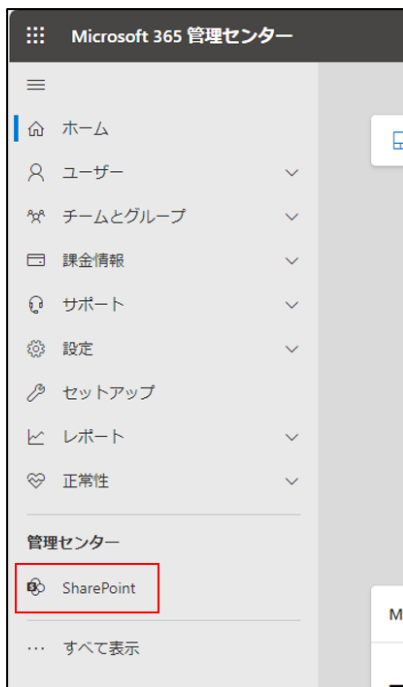 Microsoft 365 管理センター
ホーム
ユーザー
チームとグループ
課金情報
サポート
設定
セットアップ
レポート
正常性
管理センター
SharePoint
M
… すべて表示